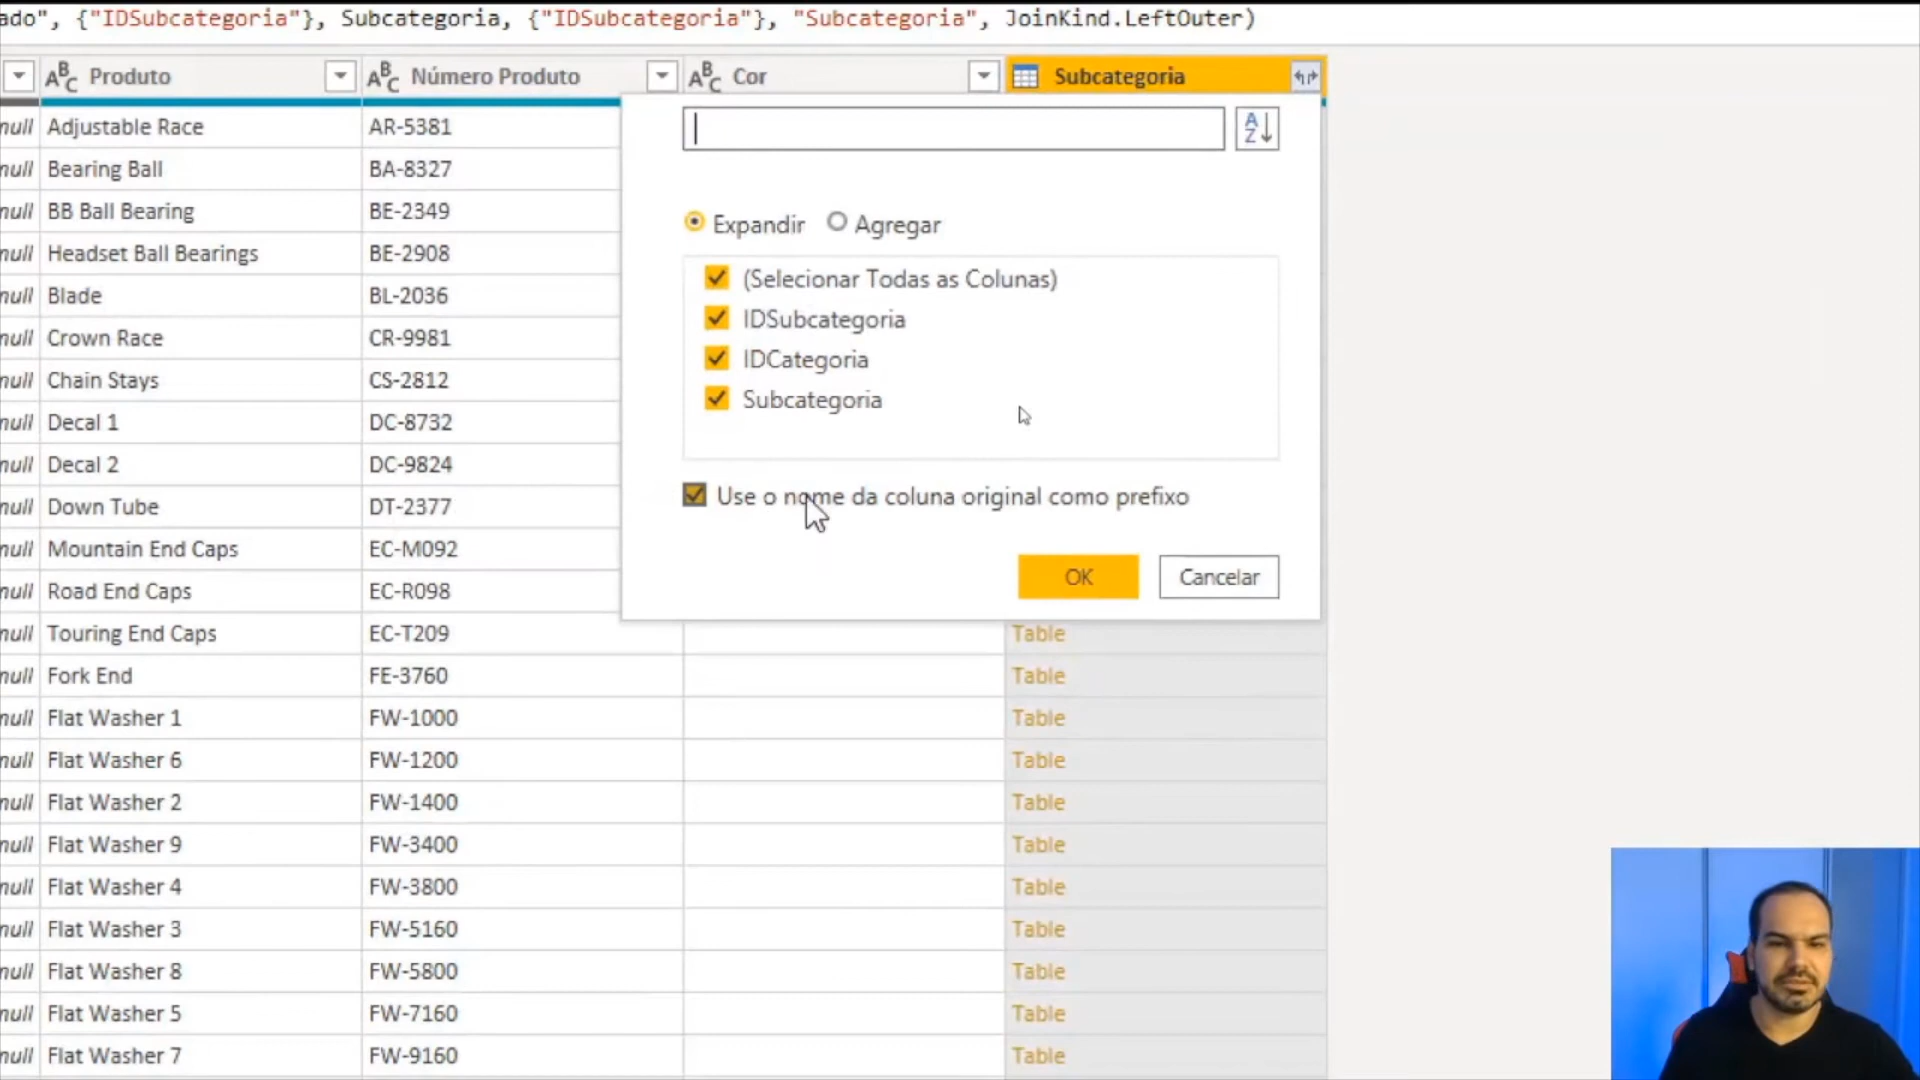 ado", {"IDSubcategoria"}, Subcategoria, {"IDSubcategoria"}, "Subcategoria", JoinKind.LeftOuter)
Produto Número Produto Cor Subcategoria
null Adjustable Race AR-5381
null Bearing Ball BA-8327
null BB Ball Bearing BE-2349
null Headset Ball Bearings BE-2908
null Blade BL-2036
null Crown Race CR-9981
null Chain Stays CS-2812
null Decal 1 DC-8732
null Decal 2 DC-9824
null Down Tube DT-2377
null Mountain End Caps EC-M092
null Road End Caps EC-R098
null Touring End Caps EC-T209 Table
null Fork End FE-3760 Table
null Flat Washer 1 FW-1000 Table
null Flat Washer 6 FW-1200 Table
null Flat Washer 2 FW-1400 Table
null Flat Washer 9 FW-3400 Table
null Flat Washer 4 FW-3800 Table
null Flat Washer 3 FW-5160 Table
null Flat Washer 8 FW-5800 Table
null Flat Washer 5 FW-7160 Table
null Flat Washer 7 FW-9160 Table
Expandir Agregar
(Selecionar Todas as Colunas)
IDSubcategoria
IDCategoria
Subcategoria
Use o nome da coluna original como prefixo
OK Cancelar